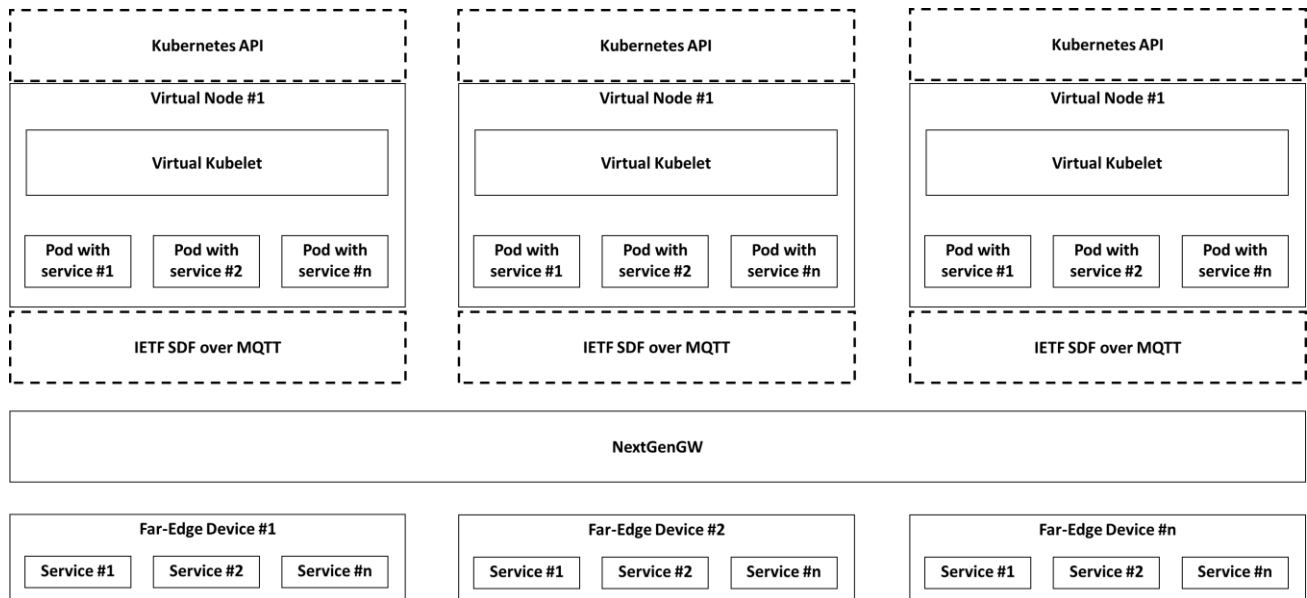 Kubernetes API
Kubernetes API
Kubernetes API
Virtual Node #1
Virtual Node #1
Virtual Node #1
Virtual Kubelet
Virtual Kubelet
Virtual Kubelet
Pod with
service #1
Pod with
service #2
Pod with
service #n
Pod with
service #1
Pod with
service #2
Pod with
service #n
Pod with
service #1
Pod with
service #2
Pod with
service #n
IETF SDF over MQTT
IETF SDF over MQTT
IETF SDF over MQTT
NextGenGW
Far-Edge Device #1
Far-Edge Device #2
Far-Edge Device #n
Service #1
Service #2
Service #n
Service #1
Service #2
Service #n
Service #1
Service #2
Service #n